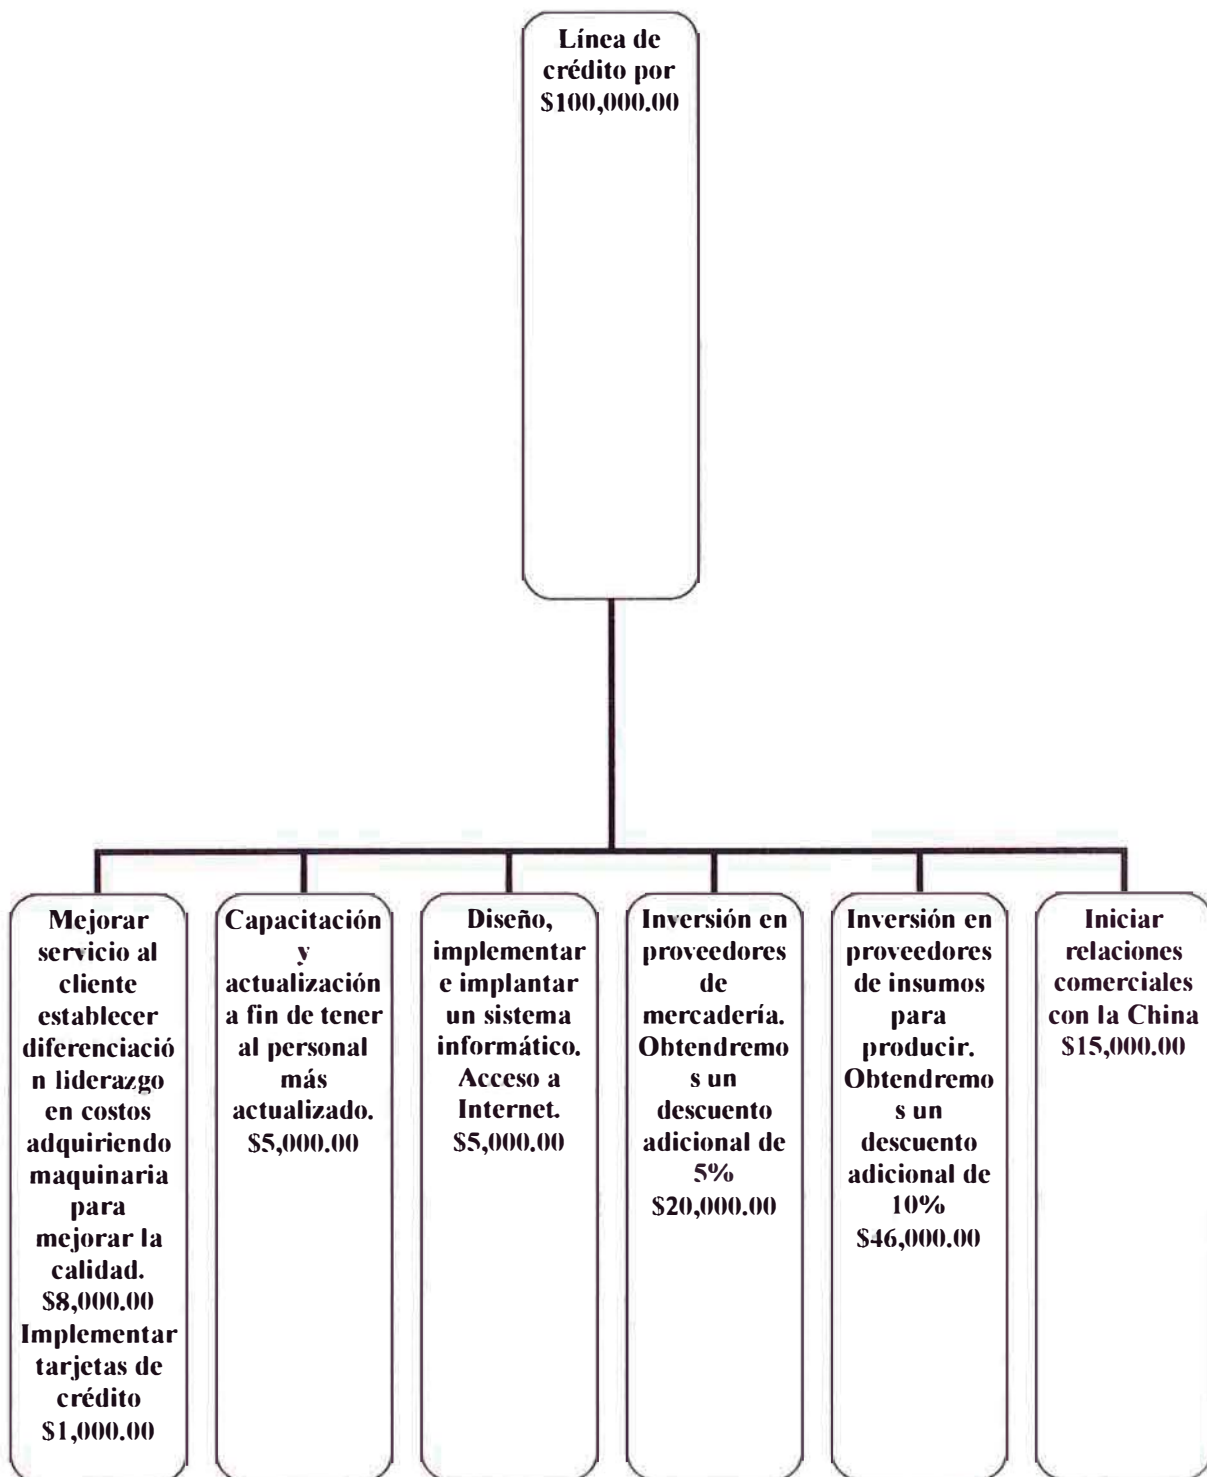 Línea de
crédito por
$100,000.00
Mejorar
servicio al
cliente
establecer
diferenciació
n liderazgo
en costos
adquiriendo
maquinaria
para
mejorar la
calidad.
$8,000.00
Implementar
tarjetas de
crédito
$1,000.00
Capacitación
y
actualización
a fin de tener
al personal
más
actualizado.
$5,000.00
Diseño,
implementar
e implantar
un sistema
informático.
Acceso a
Internet.
$5,000.00
Inversión en
proveedores
de
mercadería.
Obtendremo
s un
descuento
adicional de
5%
$20,000.00
Inversión en
proveedores
de insumos
para
producir.
Obtendremo
s un
descuento
adicional de
10%
$46,000.00
Iniciar
relaciones
comerciales
con la China
$15,000.00